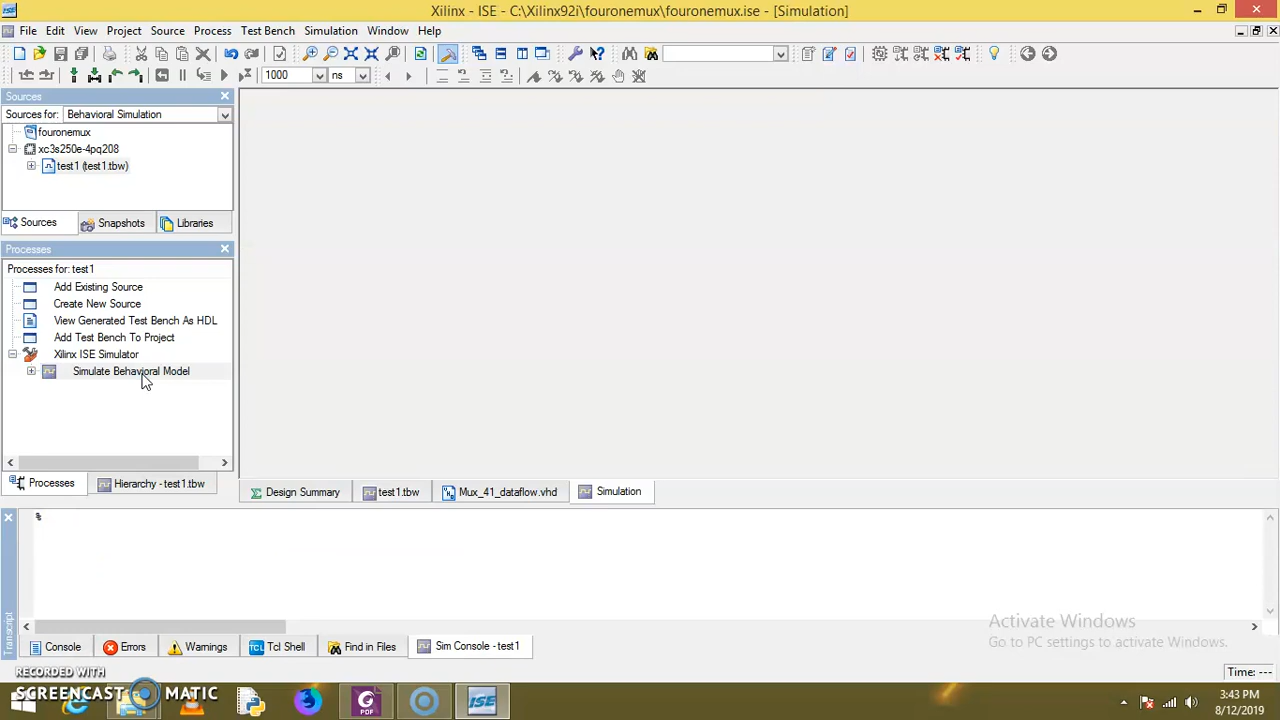 Xilinx - ISE - C:\Xilinx92i\fouronemux\fouronemux.ise - [Simulation]
File Edit View Project Source Process Test Bench Simulation Window Help
1000 ns
Sources
Sources for: Behavioral Simulation
fouronemux
xc3s250e-4pq208
test1 (test1.tbw)
Sources Snapshots Libraries
Processes
Processes for: test1
Add Existing Source
Create New Source
View Generated Test Bench As HDL
Add Test Bench To Project
Xilinx ISE Simulator
Simulate Behavioral Model
Processes Hierarchy - test1.tbw
Design Summary test1.tbw Mux_41_dataflow.vhd Simulation
%
Transcript
Activate Windows
Go to PC settings to activate Windows.
Console Errors Warnings TCL Tcl Shell Find in Files Sim Console - test1
Time: ---
RECORDED WITH
SCREENCAST MATIC
PDF
ISE
3:43 PM
8/12/2019